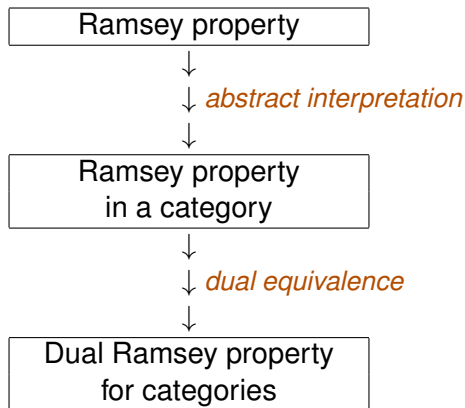 Ramsey property
↓
↓ abstract interpretation
↓
Ramsey property
in a category
↓
↓ dual equivalence
↓
Dual Ramsey property
for categories